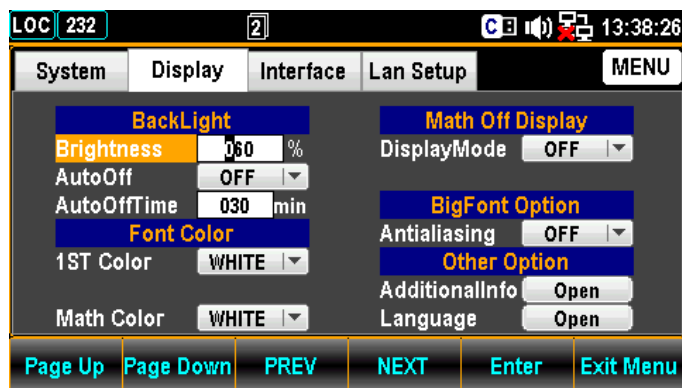 LOC 232 2 C 13:38:26
System Display Interface Lan Setup MENU
BackLight
Brightness 060 %
AutoOff OFF
AutoOffTime 030 min
Font Color
1ST Color WHITE
Math Color WHITE
Math Off Display
DisplayMode OFF
BigFont Option
Antialiasing OFF
Other Option
AdditionalInfo Open
Language Open
Page Up Page Down PREV NEXT Enter Exit Menu